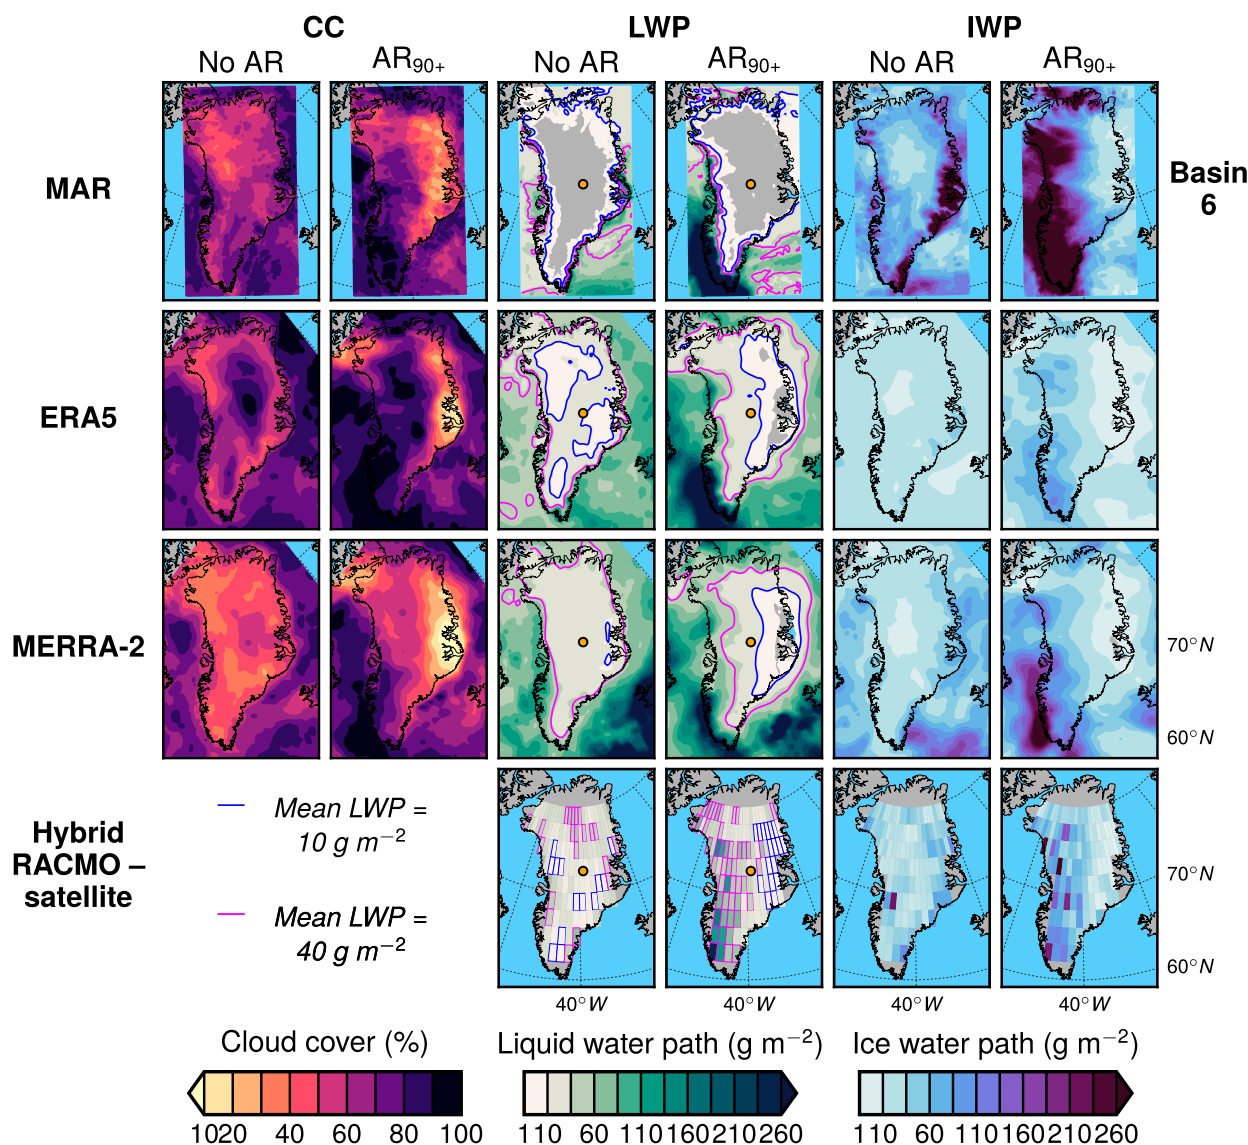 CC LWP IWP
No AR AR₉₀₊ No AR AR₉₀₊ No AR AR₉₀₊
MAR
Basin
6
ERA5
MERRA-2
70°N
60°N
Hybrid
RACMO –
satellite
Mean LWP =
10 g m⁻²
Mean LWP =
40 g m⁻²
70°N
60°N
40°W 40°W 40°W 40°W
Cloud cover (%) Liquid water path (g m⁻²) Ice water path (g m⁻²)
10 20 40 60 80 100 1 10 60 110 160 210 260 1 10 60 110 160 210 260